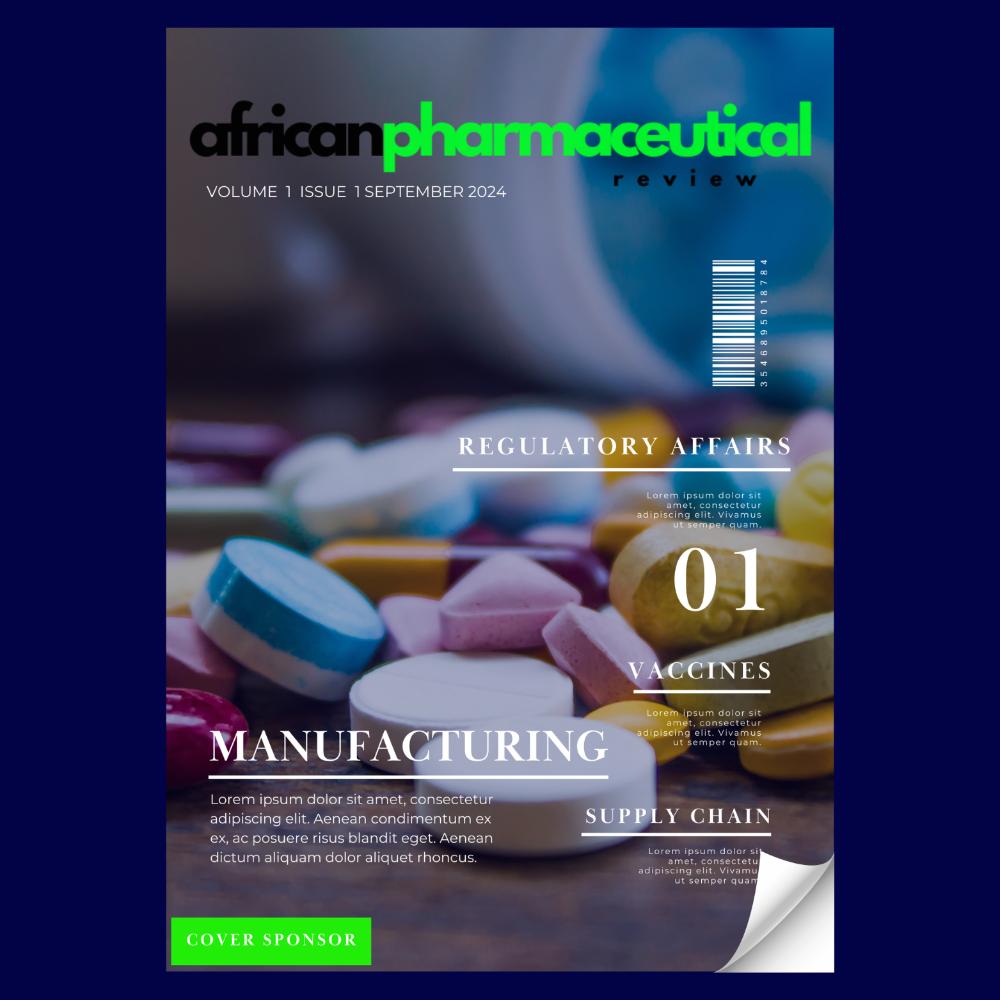 africanpharmaceutical
review
VOLUME 1 ISSUE 1 SEPTEMBER 2024
3546895018784
REGULATORY AFFAIRS
Lorem ipsum dolor sit
amet, consectetur
adipiscing elit. Vivamus
ut semper quam.
01
VACCINES
Lorem ipsum dolor sit
amet, consectetur
adipiscing elit. Vivamus
ut semper quam.
MANUFACTURING
Lorem ipsum dolor sit amet, consectetur
adipiscing elit. Aenean condimentum ex
ex, ac posuere risus blandit eget. Aenean
dictum aliquam dolor aliquet rhoncus.
SUPPLY CHAIN
Lorem ipsum dolor sit
amet, consectetu
adipiscing elit. Vivamu
ut semper quam
COVER SPONSOR